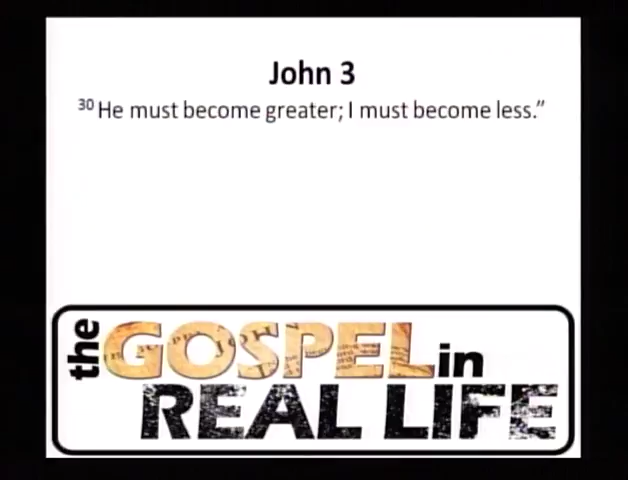 John 3
30 He must become greater; I must become less.”
the GOSPEL in
REAL LIFE